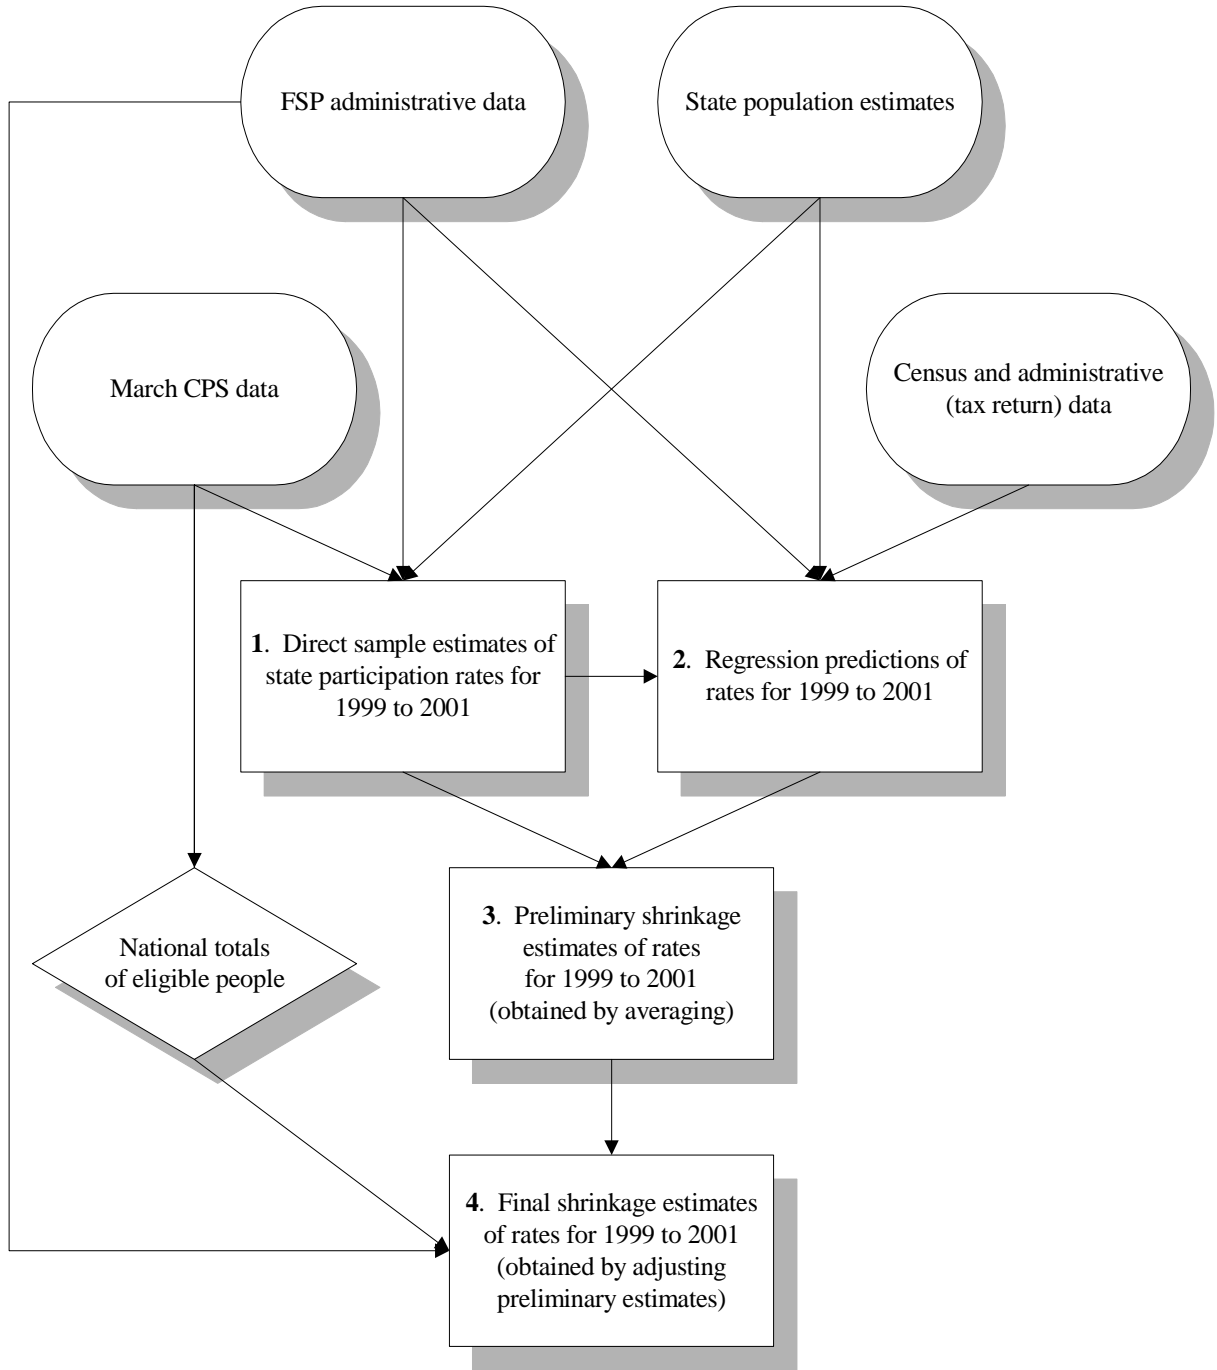 FSP administrative data
State population estimates
March CPS data
Census and administrative
(tax return) data
1. Direct sample estimates of
state participation rates for
1999 to 2001
2. Regression predictions of
rates for 1999 to 2001
National totals
of eligible people
3. Preliminary shrinkage
estimates of rates
for 1999 to 2001
(obtained by averaging)
4. Final shrinkage estimates
of rates for 1999 to 2001
(obtained by adjusting
preliminary estimates)